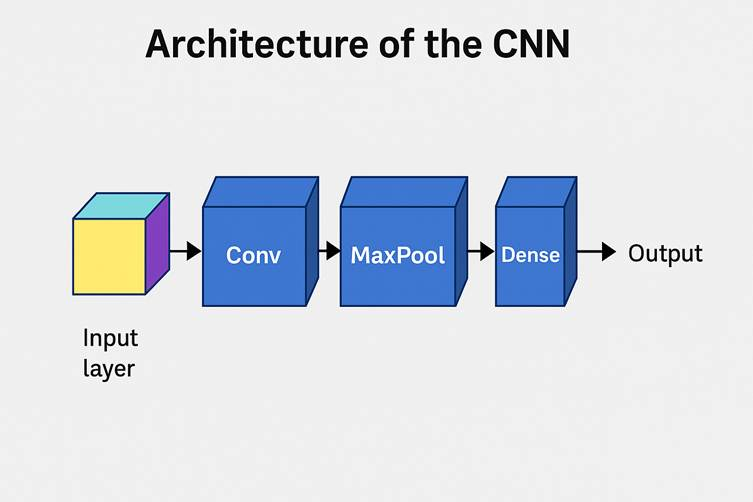 Architecture of the CNN
Conv
MaxPool
Dense
Output
Input
layer